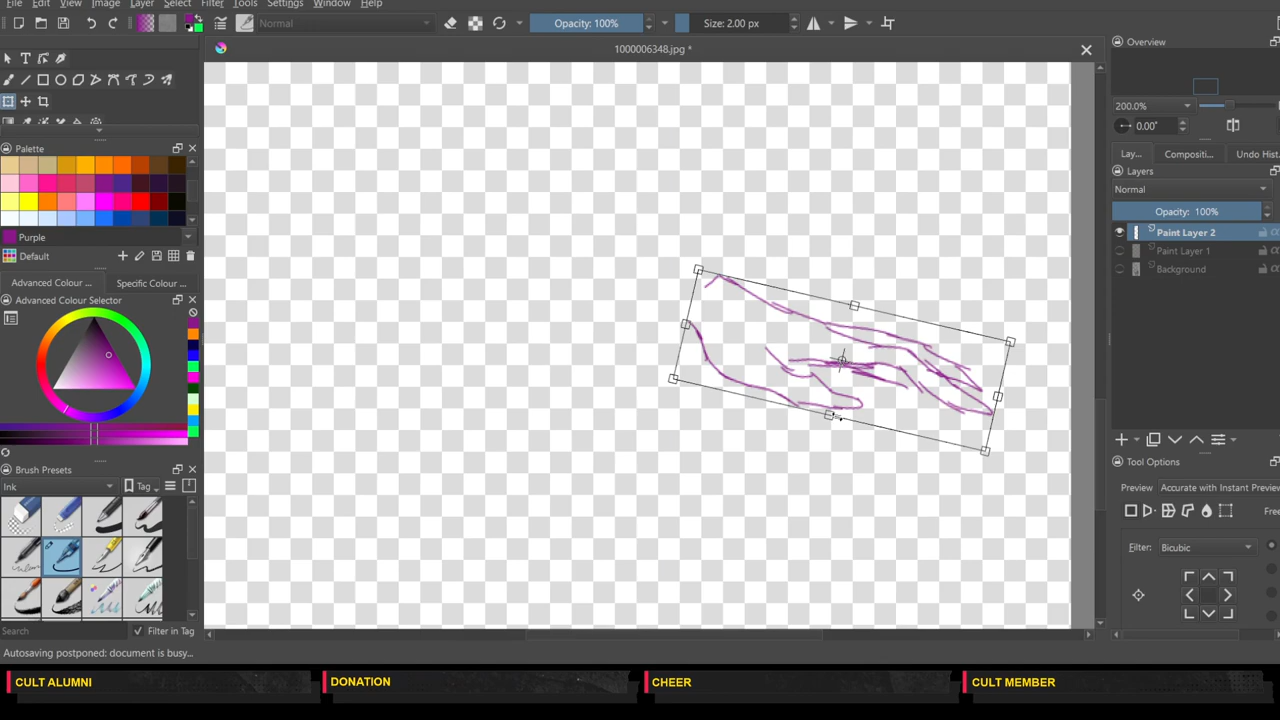 File Edit View Image Layer Select Filter Tools Settings Window Help
Normal
Opacity: 100%
Size: 2.00 px
1000006348.jpg *
Overview
200.0%
0.00°
Palette
Lay...
Compositi...
Undo Hist.
Layers
Normal
Opacity: 100%
Paint Layer 2
Purple
Paint Layer 1
Default
Background
Advanced Colour ...
Specific Colour ...
Advanced Colour Selector
Tool Options
Brush Presets
Preview
Accurate with Instant Preview
Ink
Tag
Free
Filter:
Bicubic
Search
Filter in Tag
Autosaving postponed: document is busy...
CULT ALUMNI
DONATION
CHEER
CULT MEMBER